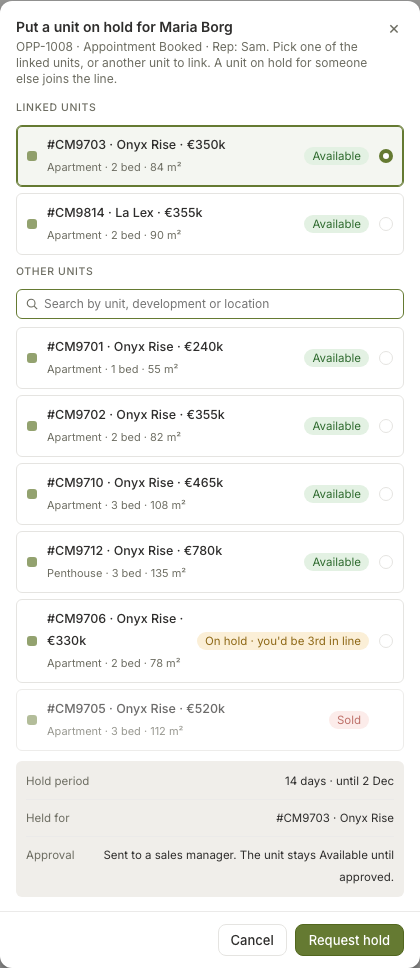 Put a unit on hold for Maria Borg
OPP-1008 · Appointment Booked · Rep: Sam. Pick one of the
linked units, or another unit to link. A unit on hold for someone
else joins the line.
LINKED UNITS
#CM9703 · Onyx Rise · €350k
Apartment · 2 bed · 84 m²
Available
#CM9814 · La Lex · €355k
Apartment · 2 bed · 90 m²
Available
OTHER UNITS
Search by unit, development or location
#CM9701 · Onyx Rise · €240k
Apartment · 1 bed · 55 m²
Available
#CM9702 · Onyx Rise · €355k
Apartment · 2 bed · 82 m²
Available
#CM9710 · Onyx Rise · €465k
Apartment · 3 bed · 108 m²
Available
#CM9712 · Onyx Rise · €780k
Penthouse · 3 bed · 135 m²
Available
#CM9706 · Onyx Rise ·
€330k
Apartment · 2 bed · 78 m²
On hold · you'd be 3rd in line
#CM9705 · Onyx Rise · €520k
Apartment · 3 bed · 112 m²
Sold
Hold period
14 days · until 2 Dec
Held for
#CM9703 · Onyx Rise
Approval
Sent to a sales manager. The unit stays Available until
approved.
Cancel
Request hold